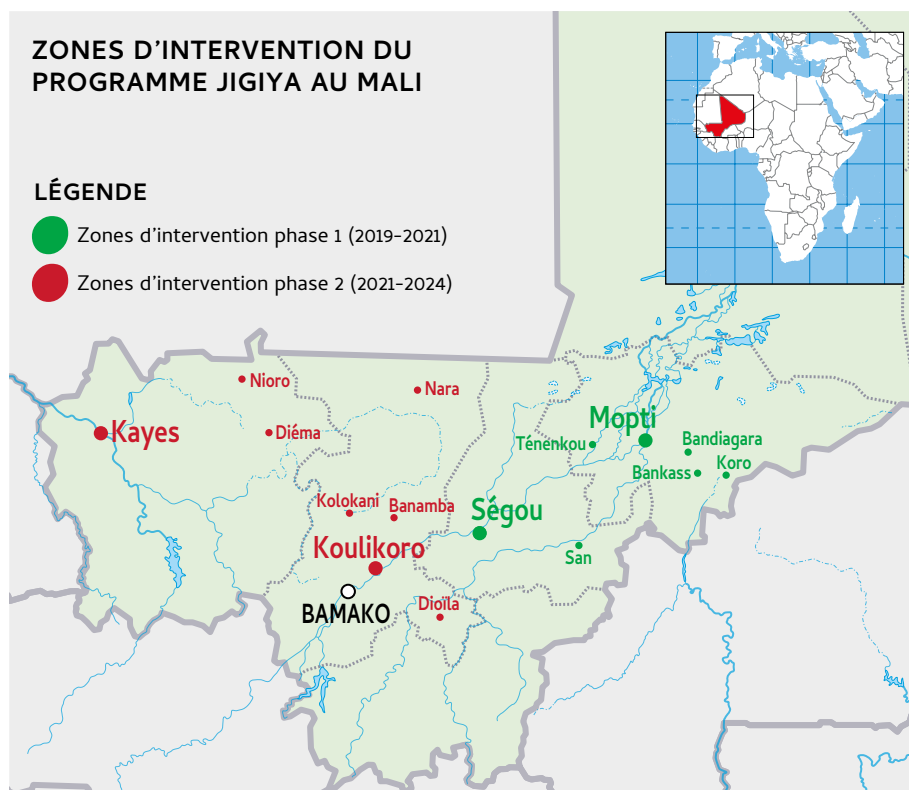 ZONES D'INTERVENTION DU
PROGRAMME JIGIYA AU MALI
LÉGENDE
Zones d'intervention phase 1 (2019-2021)
Zones d'intervention phase 2 (2021-2024)
Nioro
Nara
Kayes
Diéma
Mopti
Ténenkou
Bandiagara
Bankass
Koro
Kolokani
Banamba
Ségou
Koulikoro
San
BAMAKO
Dioïla